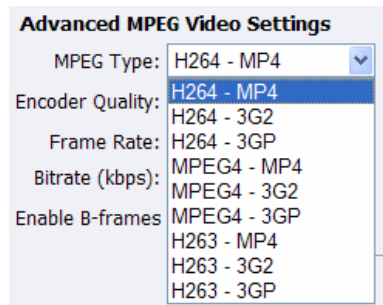 Advanced MPEG Video Settings
MPEG Type: H264 - MP4
Encoder Quality: H264 - MP4
H264 - 3G2
Frame Rate: H264 - 3GP
MPEG4 - MP4
Bitrate (kbps): MPEG4 - 3G2
Enable B-frames MPEG4 - 3GP
H263 - MP4
H263 - 3G2
H263 - 3GP